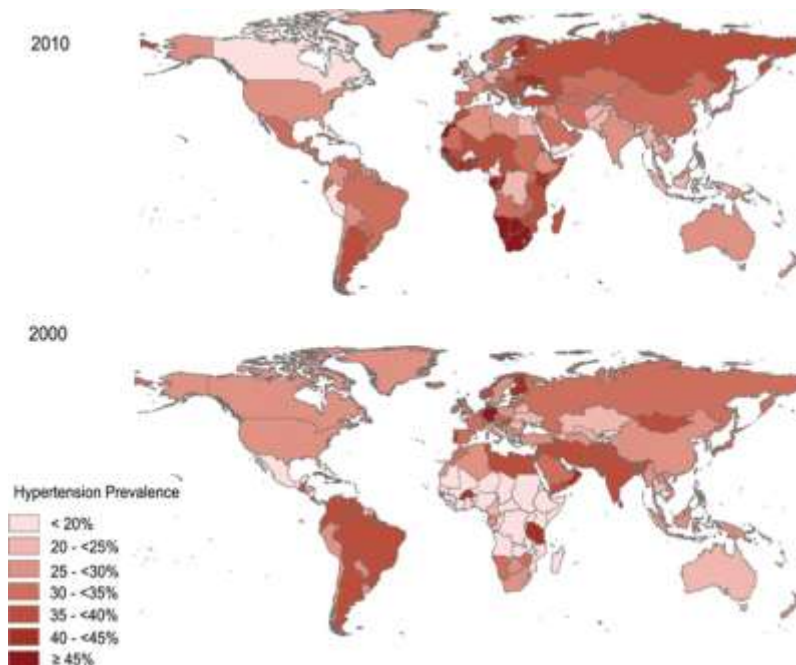 2010
2000
Hypertension Prevalence
< 20%
20 - <25%
25 - <30%
30 - <35%
35 - <40%
40 - <45%
≥ 45%